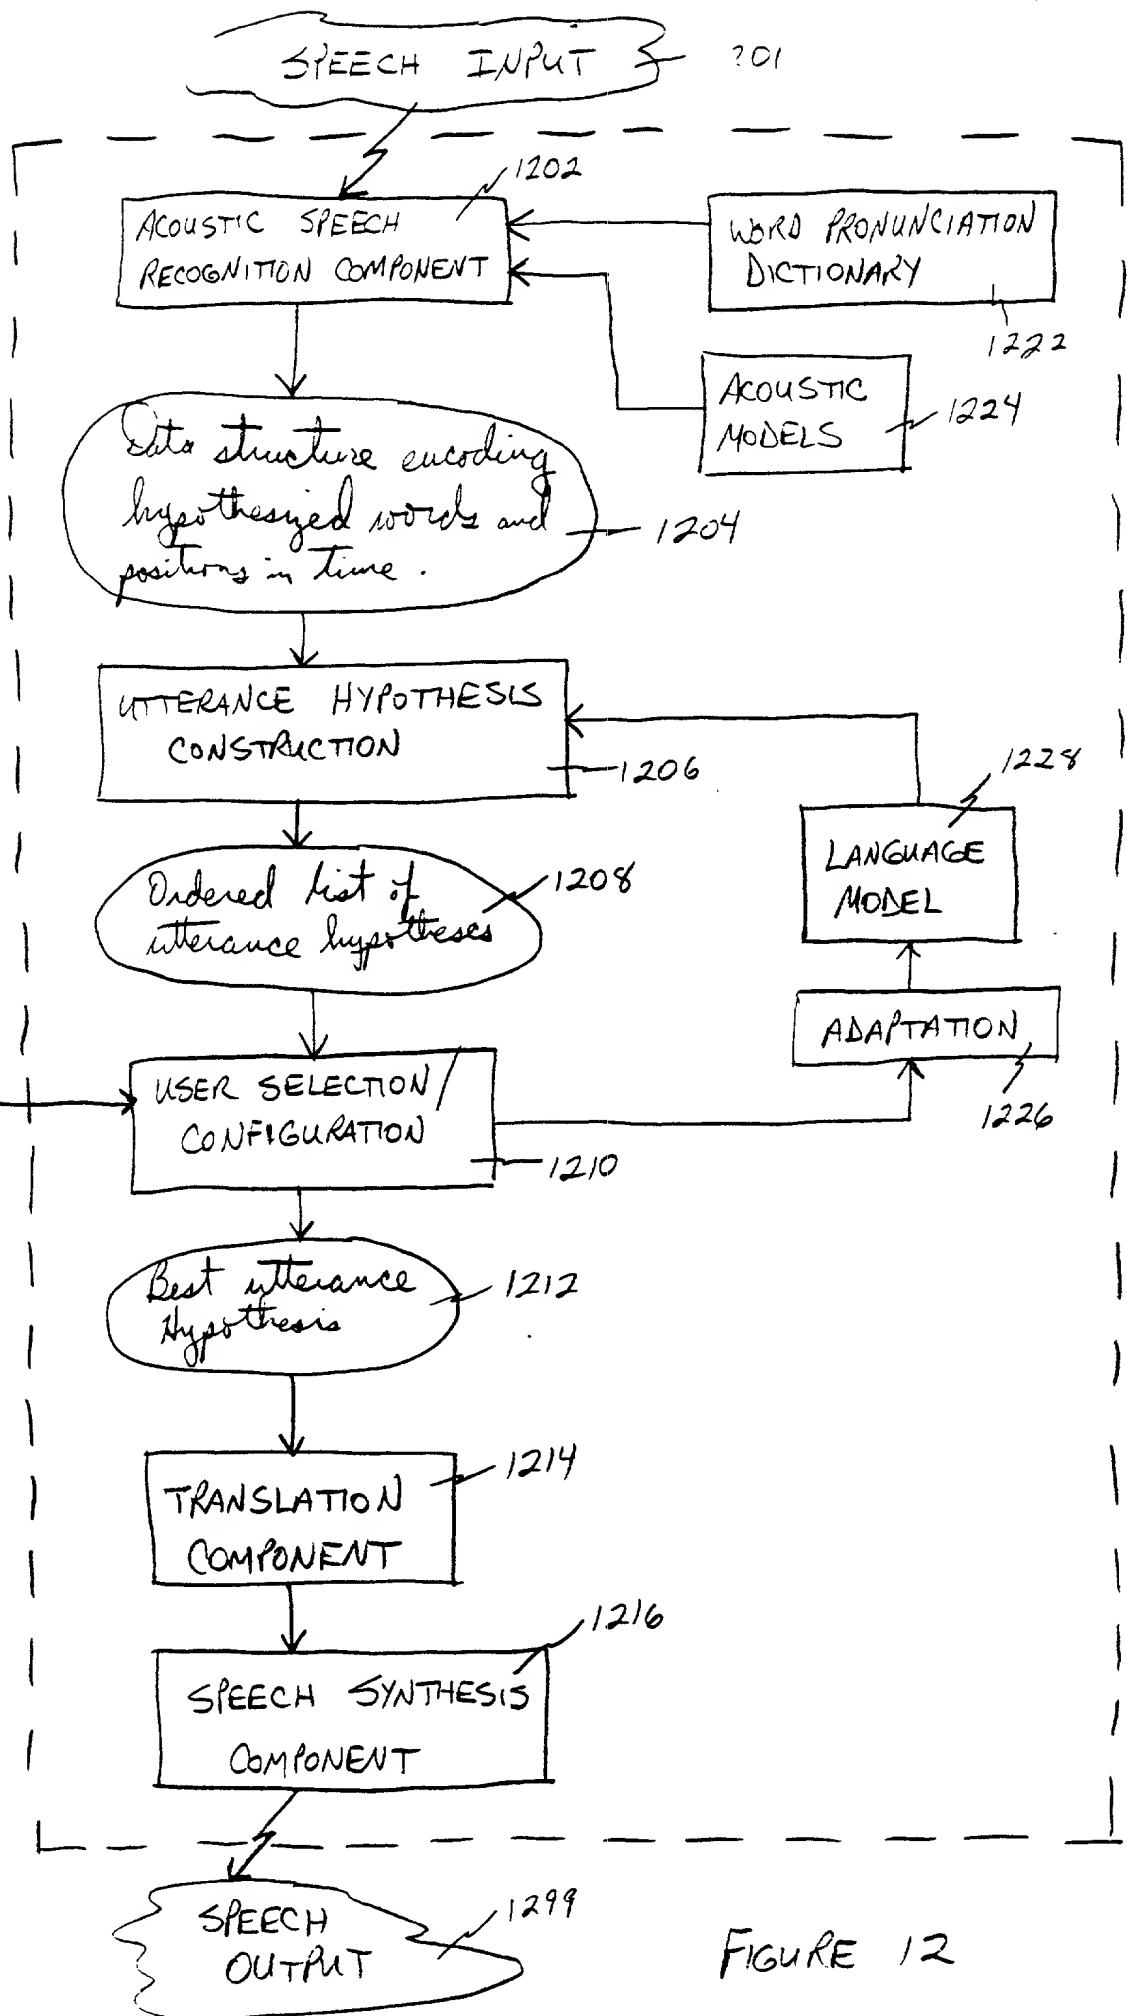 SPEECH INPUT
201
1202
ACOUSTIC SPEECH
RECOGNITION COMPONENT
WORD PRONUNCIATION
DICTIONARY
1222
ACOUSTIC
MODELS
1224
Data structure encoding
hypothesized words and
positions in time.
1204
UTTERANCE HYPOTHESIS
CONSTRUCTION
1206
1228
LANGUAGE
MODEL
Ordered list of
utterance hypotheses
1208
ADAPTATION
1226
USER SELECTION/
CONFIGURATION
1210
Best utterance
Hypothesis
1212
TRANSLATION
COMPONENT
1214
1216
SPEECH SYNTHESIS
COMPONENT
SPEECH
OUTPUT
1299
FIGURE 12